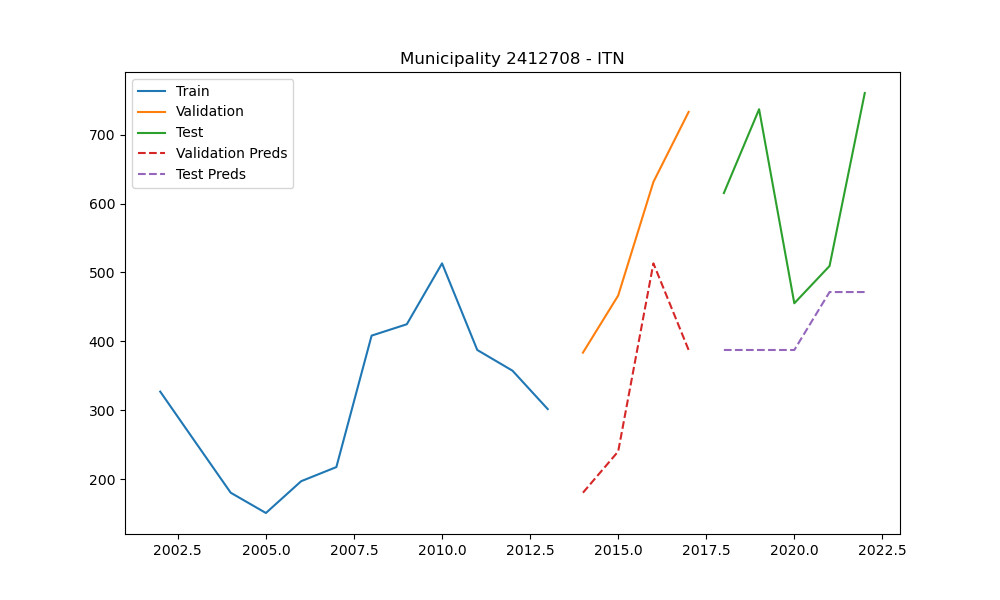 Municipality 2412708 - ITN
Train
Validation
Test
Validation Preds
Test Preds
700
600
500
400
300
200
2002.5 2005.0 2007.5 2010.0 2012.5 2015.0 2017.5 2020.0 2022.5